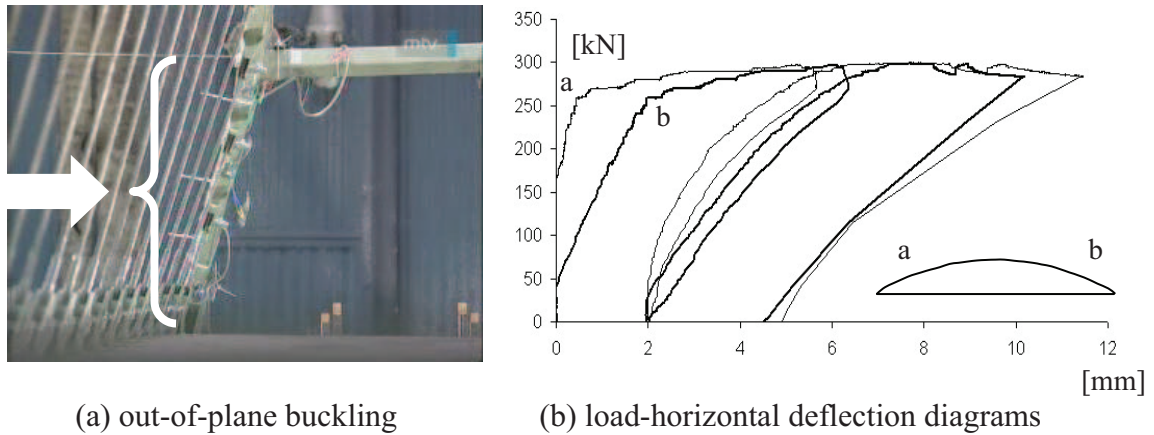 mtv
350
300
250
200
150
100
50
0
[kN]
a
b
a
b
0 2 4 6 8 10 12
[mm]
(a) out-of-plane buckling
(b) load-horizontal deflection diagrams